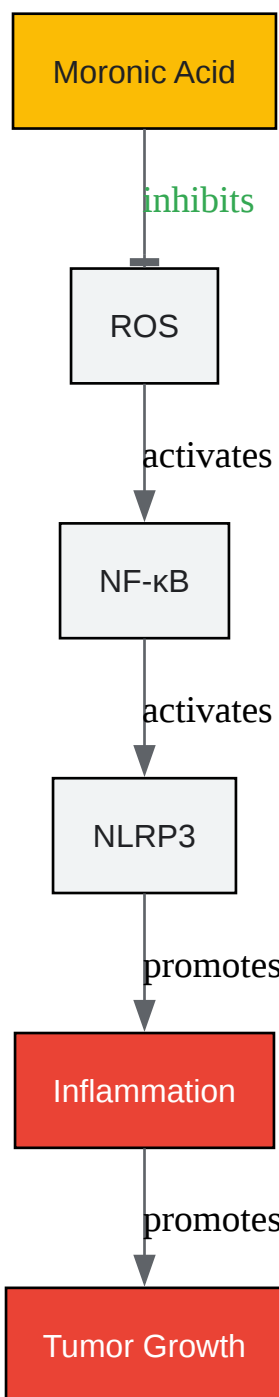 Moronic Acid
inhibits
ROS
activates
NF-κB
activates
NLRP3
promotes
Inflammation
promotes
Tumor Growth